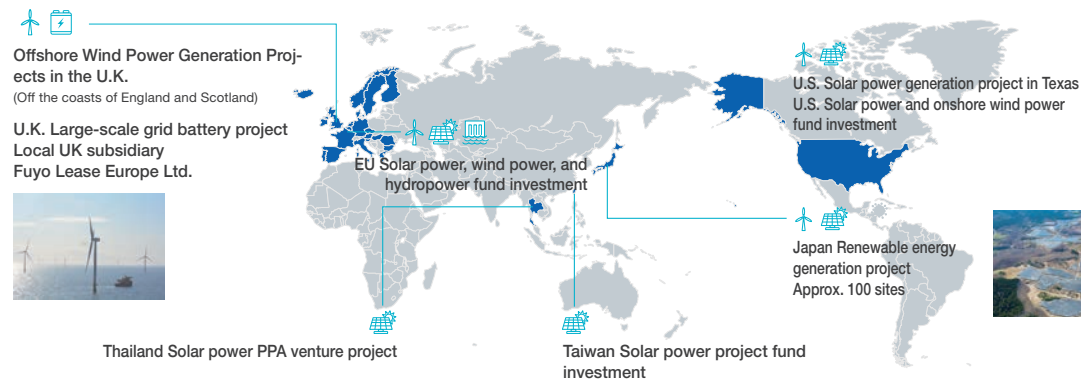 Offshore Wind Power Generation Proj-
ects in the U.K.
(Off the coasts of England and Scotland)
U.K. Large-scale grid battery project
Local UK subsidiary
Fuyo Lease Europe Ltd.
EU Solar power, wind power, and
hydropower fund investment
U.S. Solar power generation project in Texas
U.S. Solar power and onshore wind power
fund investment
Japan Renewable energy
generation project
Approx. 100 sites
Thailand Solar power PPA venture project
Taiwan Solar power project fund
investment